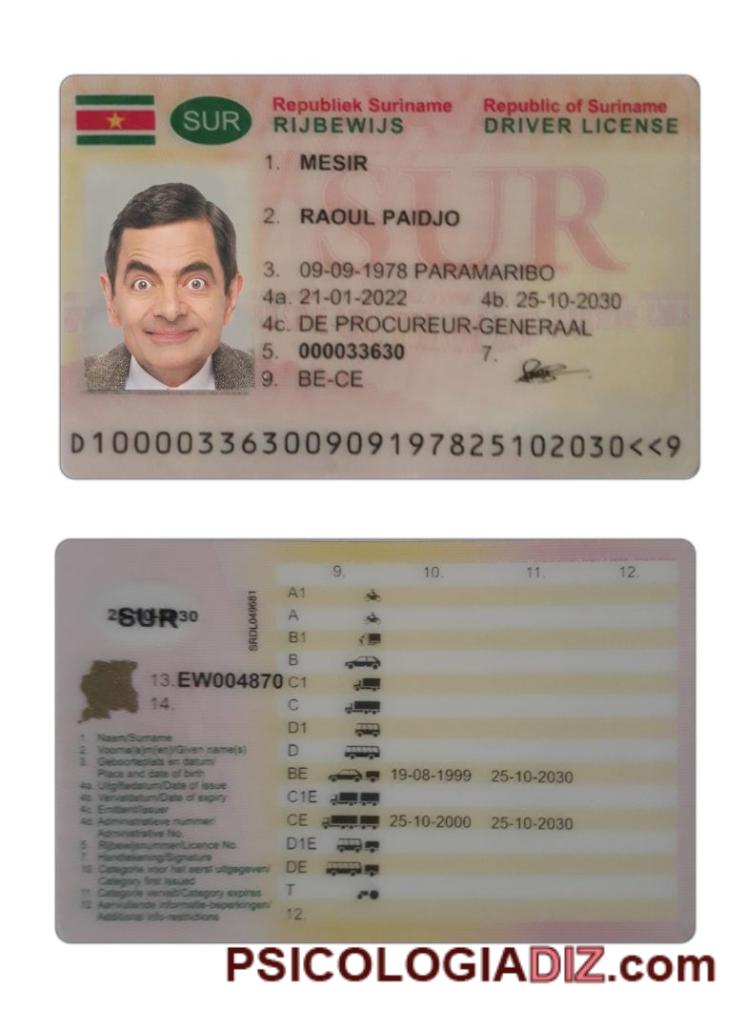 SUR
Republiek Suriname
RIJBEWIJS
Republic of Suriname
DRIVER LICENSE
1. MESIR
2. RAOUL PAIDJO
SUR
3. 09-09-1978 PARAMARIBO
4a. 21-01-2022 4b. 25-10-2030
4c. DE PROCUREUR-GENERAAL
5. 000033630 7.
9. BE-CE
D10000336300909197825102030<<9
9. 10. 11. 12.
SUR
SRDL049681
13. EW004870
14.
1 Naam/Surname
2 Vorna(a)m(en)/Given name(s)
3 Geboorteplats en datum/
Place and date of birth
4a Uitgiftedatum/Date of issue
4b Vervaldatum/Date of expiry
4c Emittent/Issuer
4d Administratieve nummer/
Administrative No.
5 Rijbewijsnummer/Licence No.
7 Handtekening/Signature
10 Categorie voor het eerst uitgegeven/
Category first issued
11 Categorie vervalt/Category expires
12 Aanvullende informatie-beperkingen/
Additional info-restrictions
A1
A
B1
B
C1
C
D1
D
BE 19-08-1999 25-10-2030
C1E
CE 25-10-2000 25-10-2030
D1E
DE
T
12.
PSICOLOGIADIZ.com